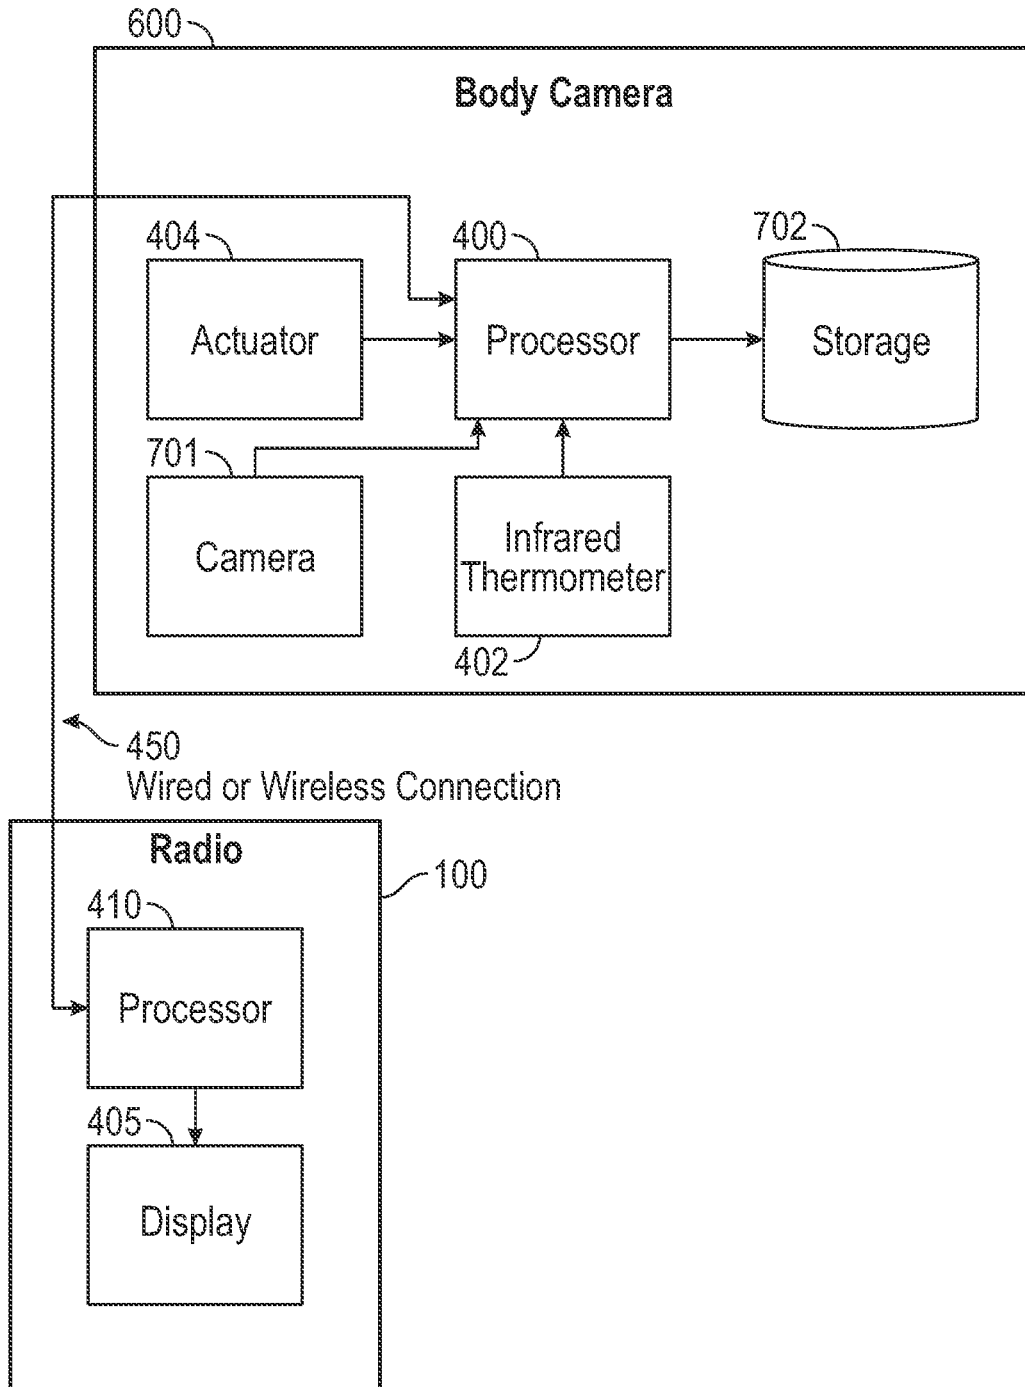 600
Body Camera
404
400
702
Actuator
Processor
Storage
701
Camera
Infrared
Thermometer
402
450
Wired or Wireless Connection
Radio
100
410
Processor
405
Display